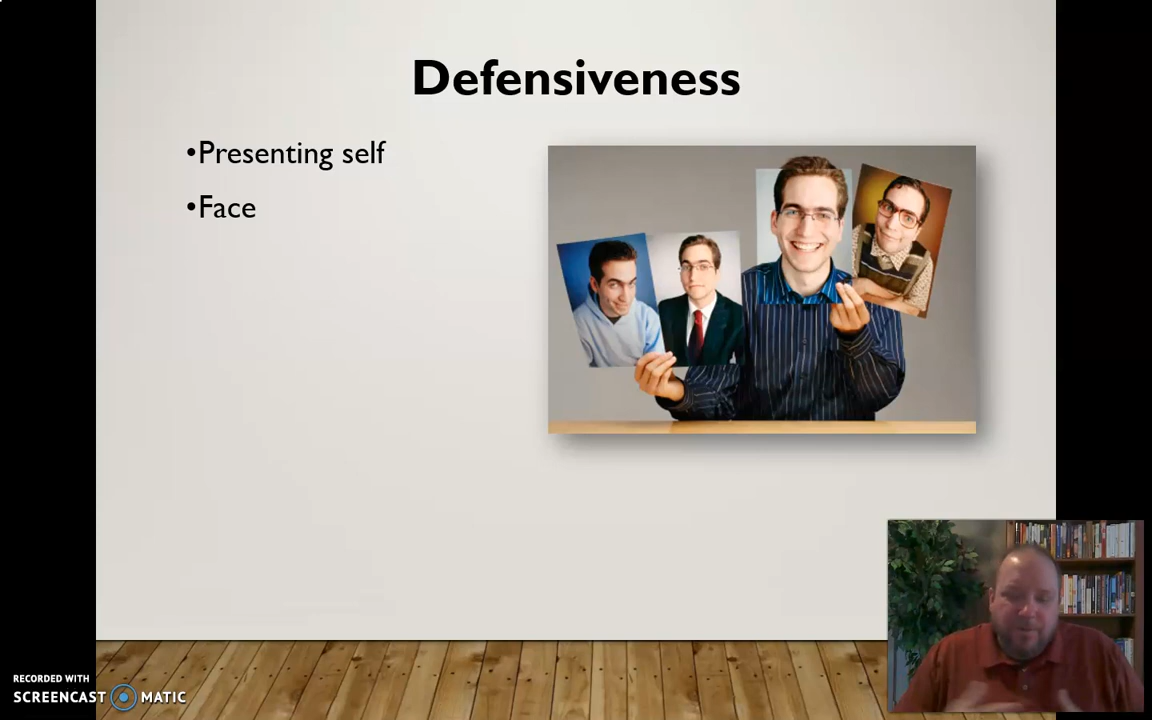 Defensiveness
•Presenting self
•Face
RECORDED WITH
SCREENCAST MATIC